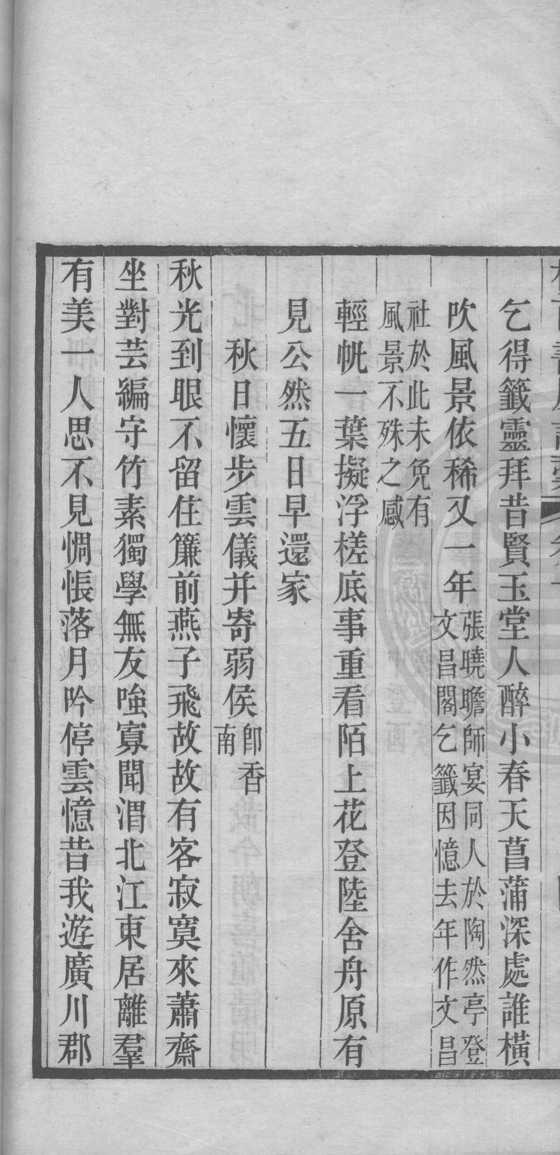 乞得籤靈拜昔賢玉堂人醉小春天菖蒲深處誰橫
吹風景依稀又一年張曉瞻師宴同人於陶然亭登
文昌閣乞籤因憶去年作文昌
社於此未免有
風景不殊之感
輕帆一葉擬浮槎底事重看陌上花登陸舍舟原有
見公然五日早還家
秋日懷步雲儀并寄弱侯卽香
南
秋光到眼不留住簾前燕子飛故故有客寂寞來蕭齋
坐對芸編守竹素獨學無友嗤寡聞渭北江東居離羣
有美一人思不見惆悵落月吟停雲憶昔我遊廣川郡